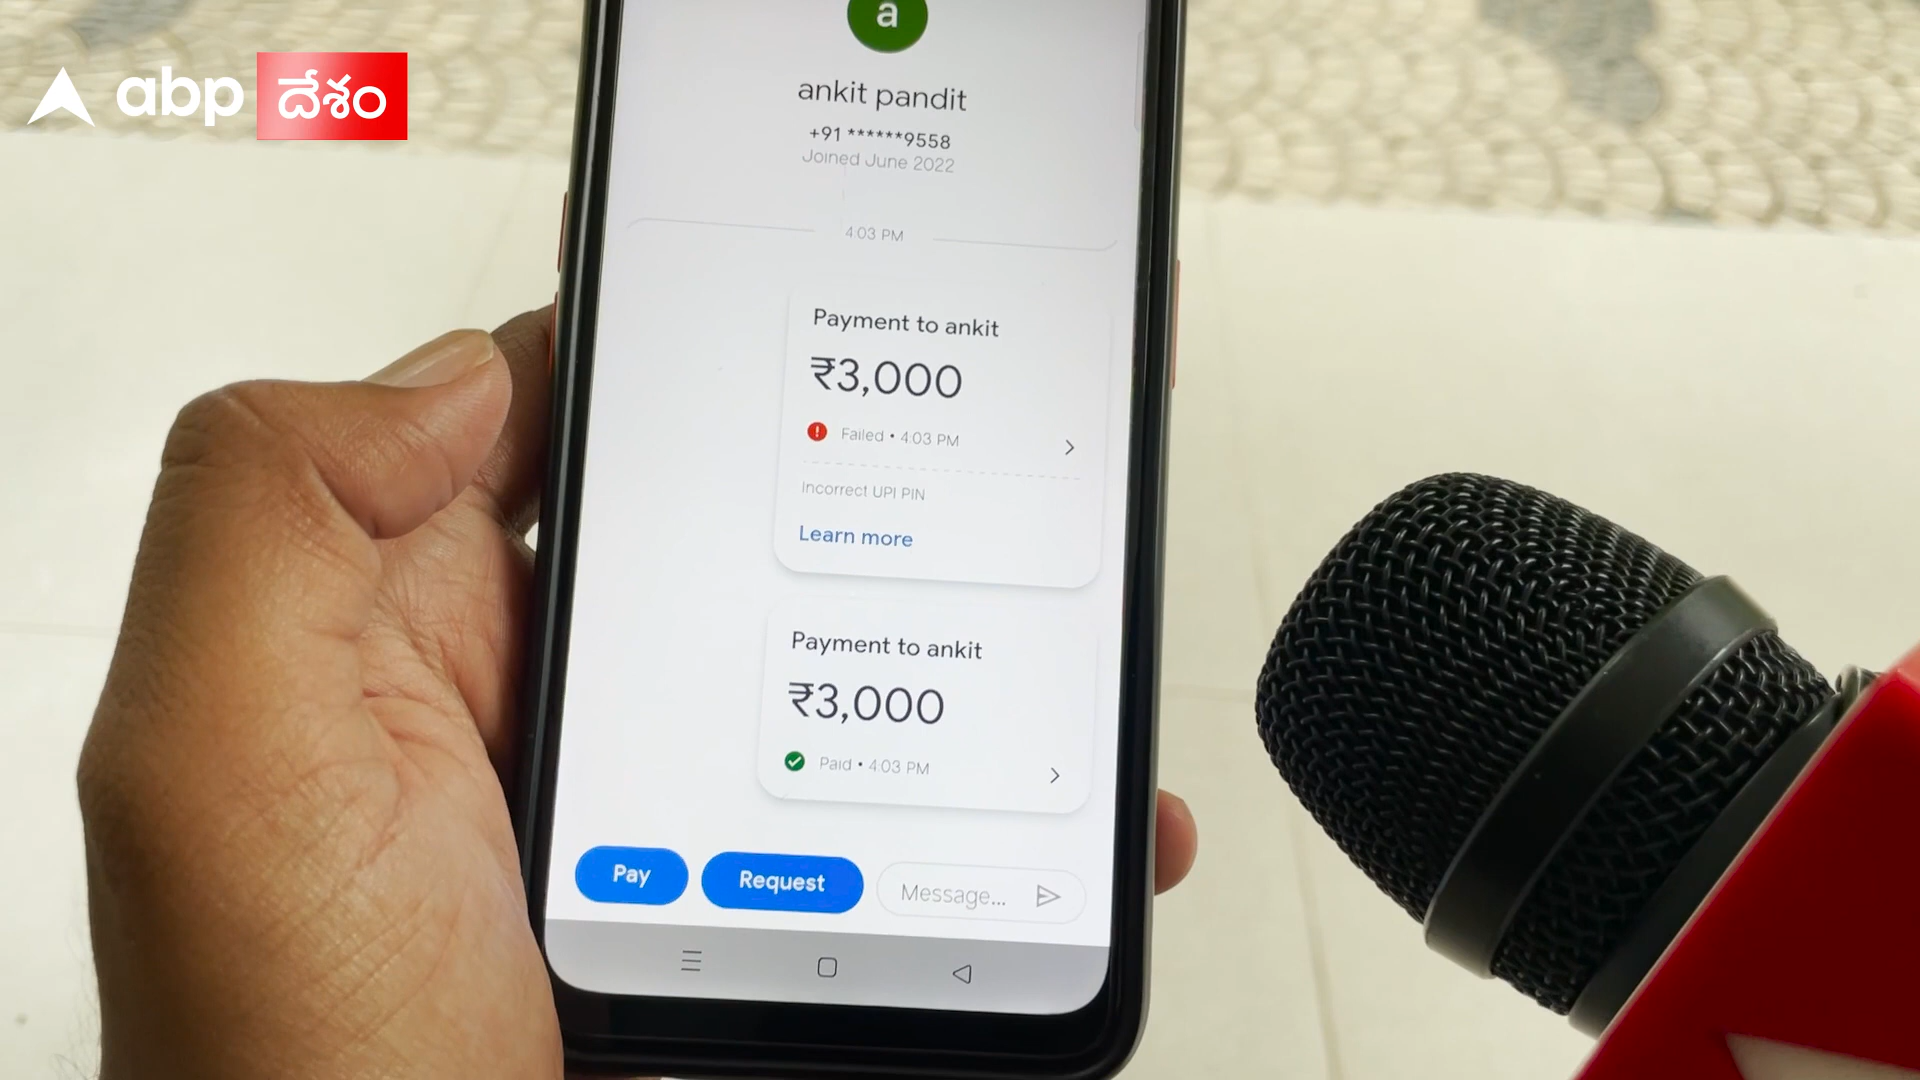 abp దేశం
a
ankit pandit
+91 ******9558
Joined June 2022
4:03 PM
Payment to ankit
₹3,000
Failed • 4:03 PM
Incorrect UPI PIN
Learn more
Payment to ankit
₹3,000
Paid • 4:03 PM
Pay
Request
Message...